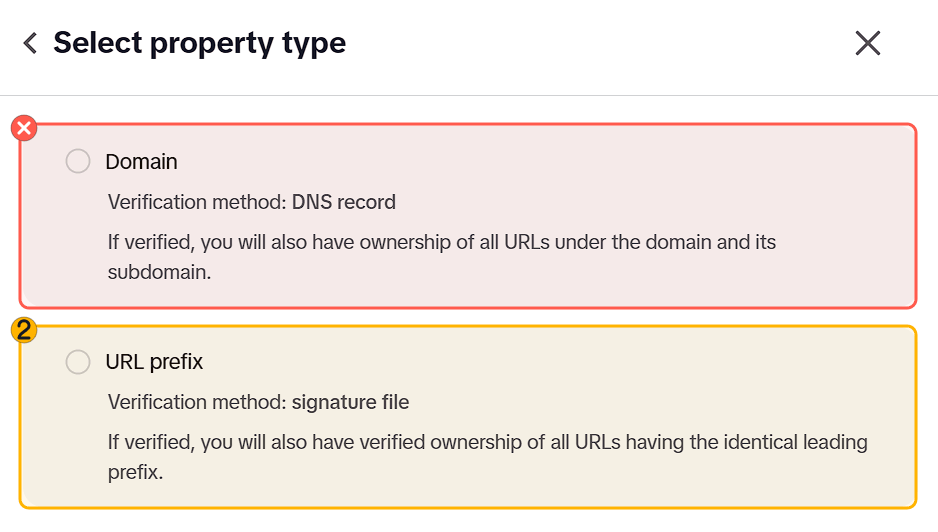 Select property type
Domain
Verification method: DNS record
If verified, you will also have ownership of all URLs under the domain and its
subdomain.
2
URL prefix
Verification method: signature file
If verified, you will also have verified ownership of all URLs having the identical leading
prefix.